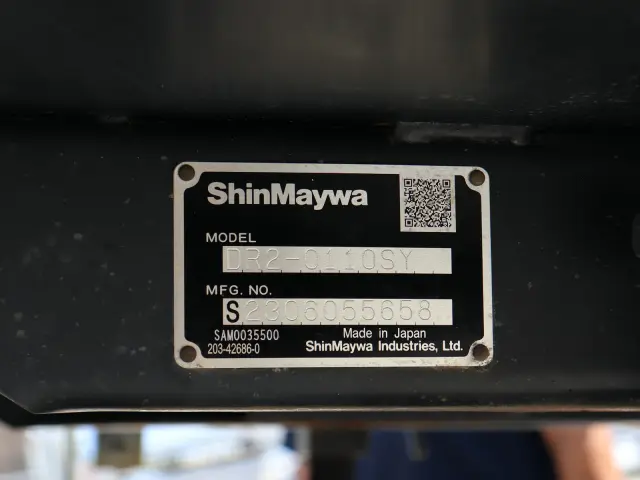 ShinMaywa
MODEL
DR2-0110SY
MFG. NO.
S2306055658
SAM0035500
Made in Japan
203-42686-0
ShinMaywa Industries, Ltd.